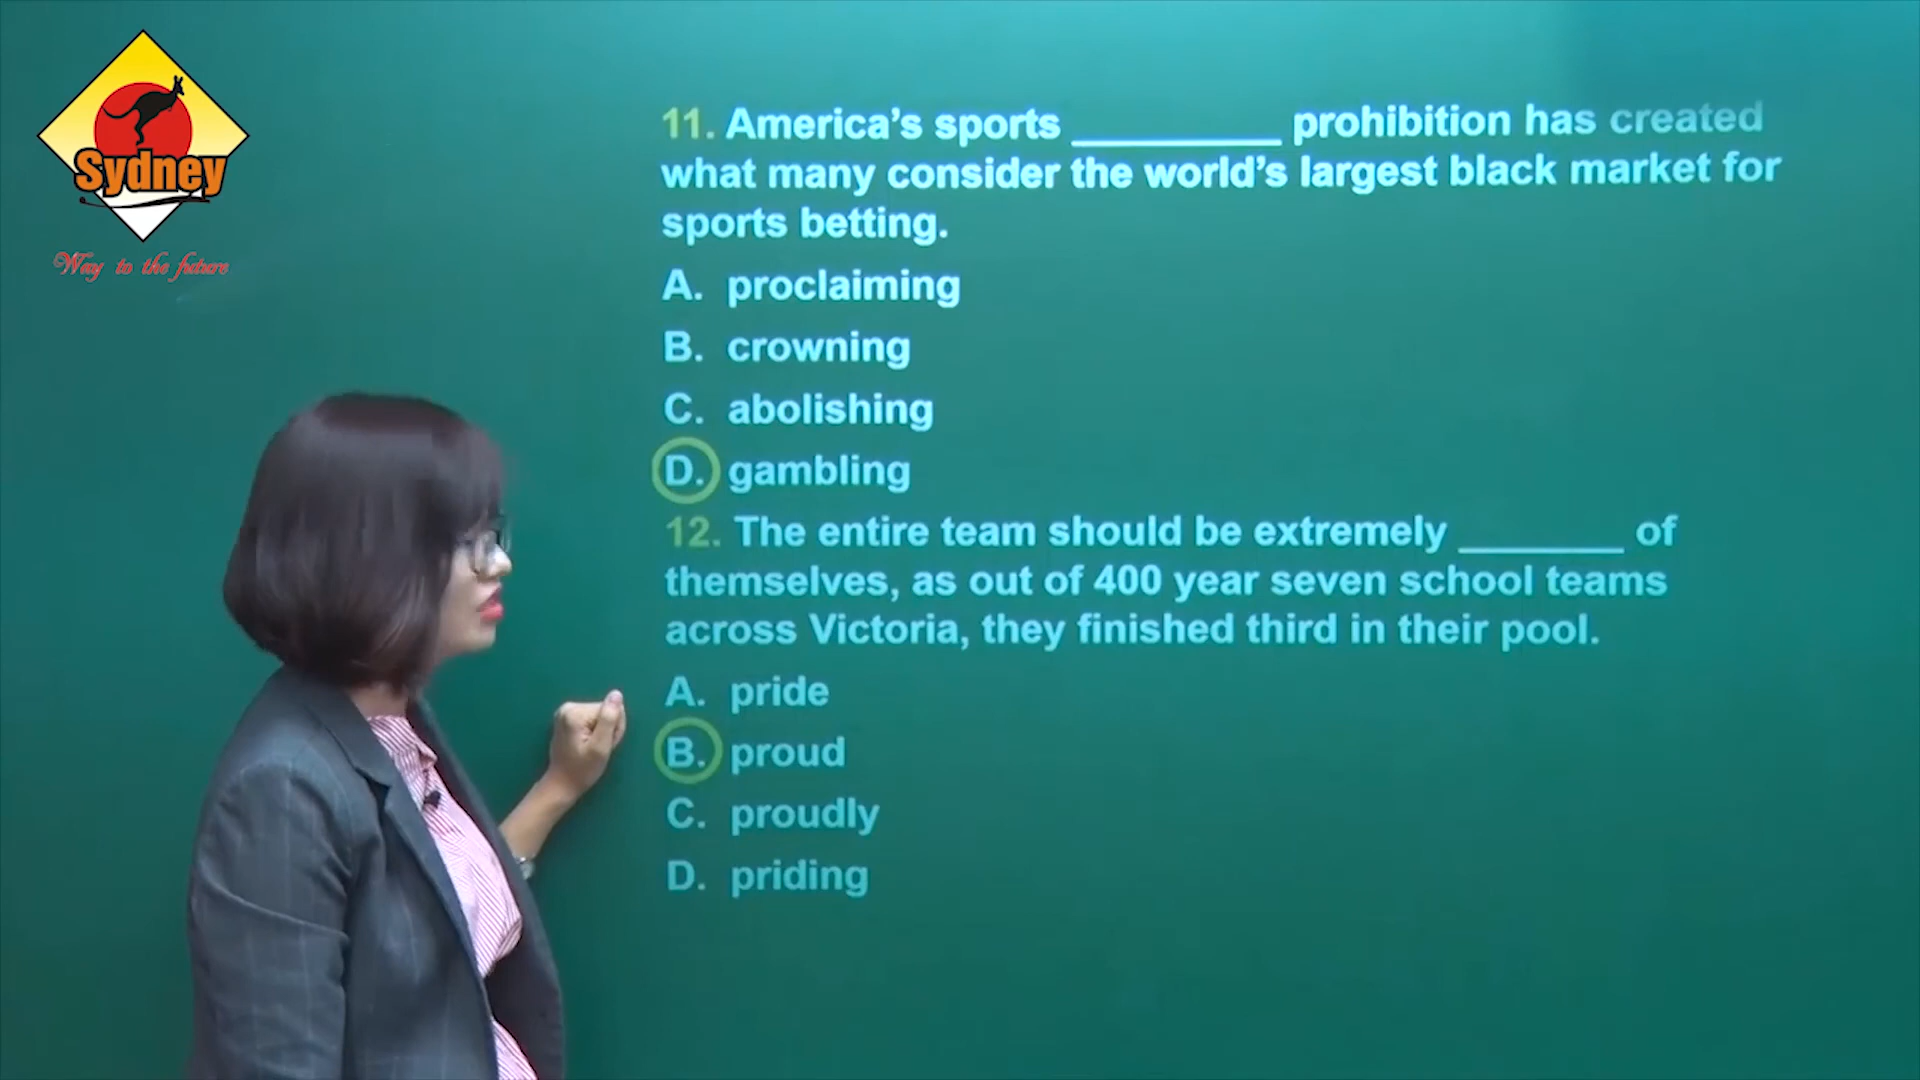 Sydney
Way to the future
11. America's sports __________ prohibition has created
what many consider the world's largest black market for
sports betting.
A. proclaiming
B. crowning
C. abolishing
D. gambling
12. The entire team should be extremely ________ of
themselves, as out of 400 year seven school teams
across Victoria, they finished third in their pool.
A. pride
B. proud
C. proudly
D. priding